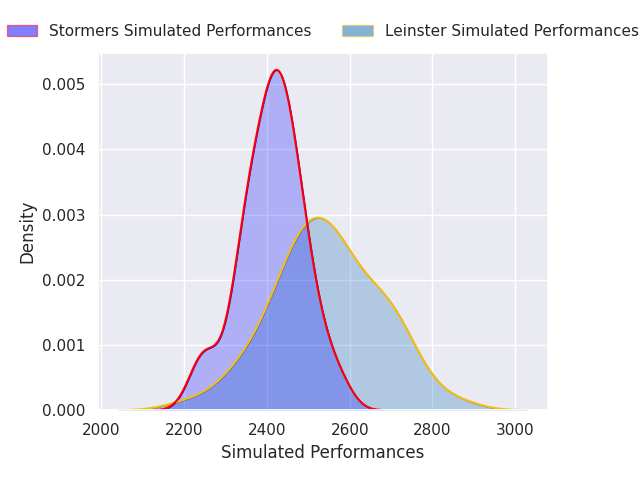 Stormers Simulated Performances
Leinster Simulated Performances
Density
0.005
0.004
0.003
0.002
0.001
0.000
2000 2200 2400 2600 2800 3000
Simulated Performances